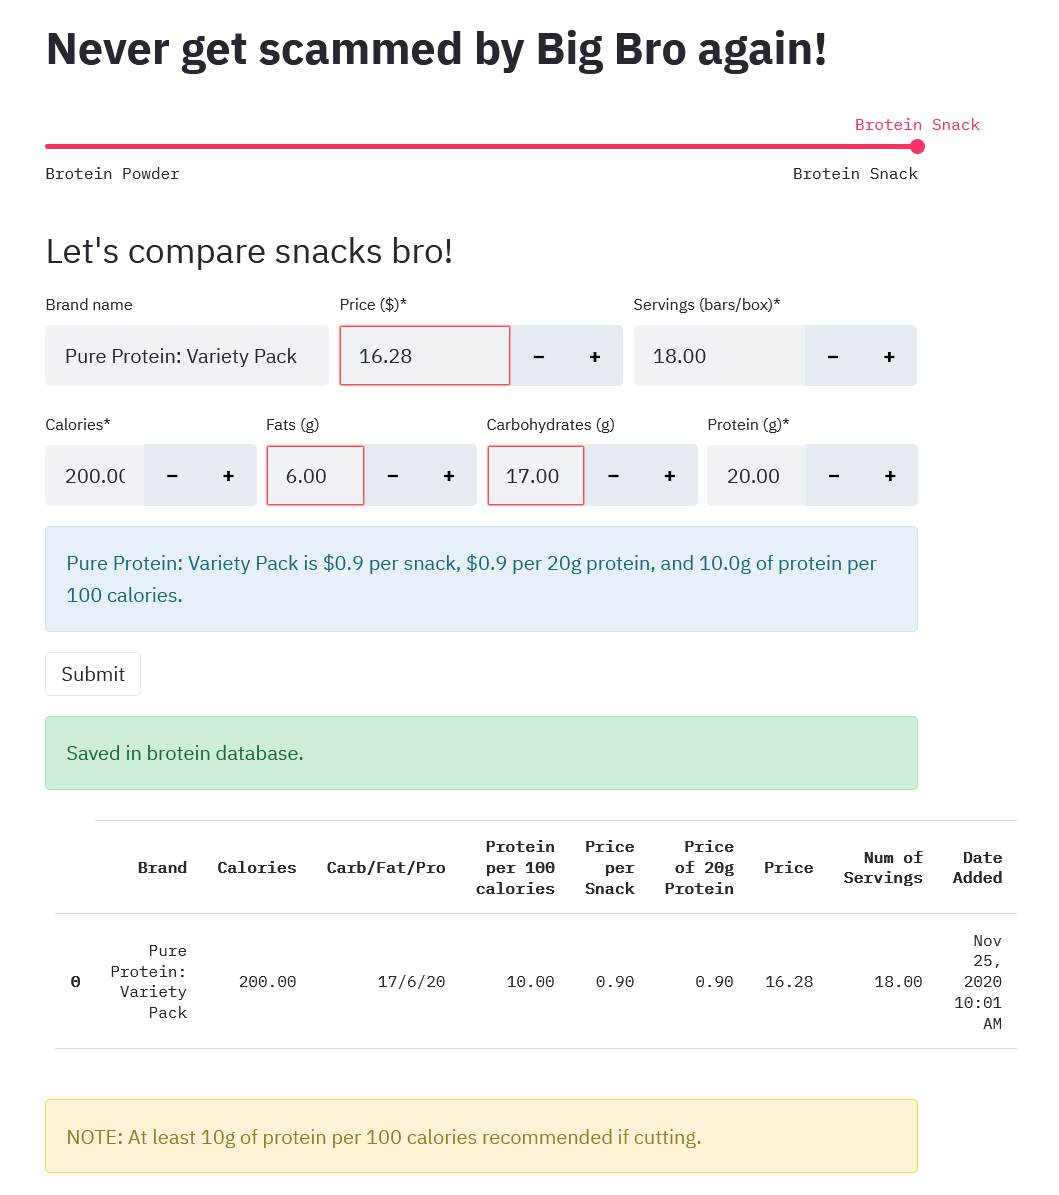 Never get scammed by Big Bro again!
Brotein Snack
Brotein Powder Brotein Snack
Let's compare snacks bro!
Brand name Price ($)* Servings (bars/box)*
Pure Protein: Variety Pack 16.28 − + 18.00 − +
Calories* Fats (g) Carbohydrates (g) Protein (g)*
200.00 − + 6.00 − + 17.00 − + 20.00 − +
Pure Protein: Variety Pack is $0.9 per snack, $0.9 per 20g protein, and 10.0g of protein per
100 calories.
Submit
Saved in brotein database.
Brand Calories Carb/Fat/Pro Protein per 100 calories Price per Snack Price of 20g Protein Price Num of Servings Date Added
0 Pure Protein: Variety Pack 200.00 17/6/20 10.00 0.90 0.90 16.28 18.00 Nov 25, 2020 10:01 AM
NOTE: At least 10g of protein per 100 calories recommended if cutting.